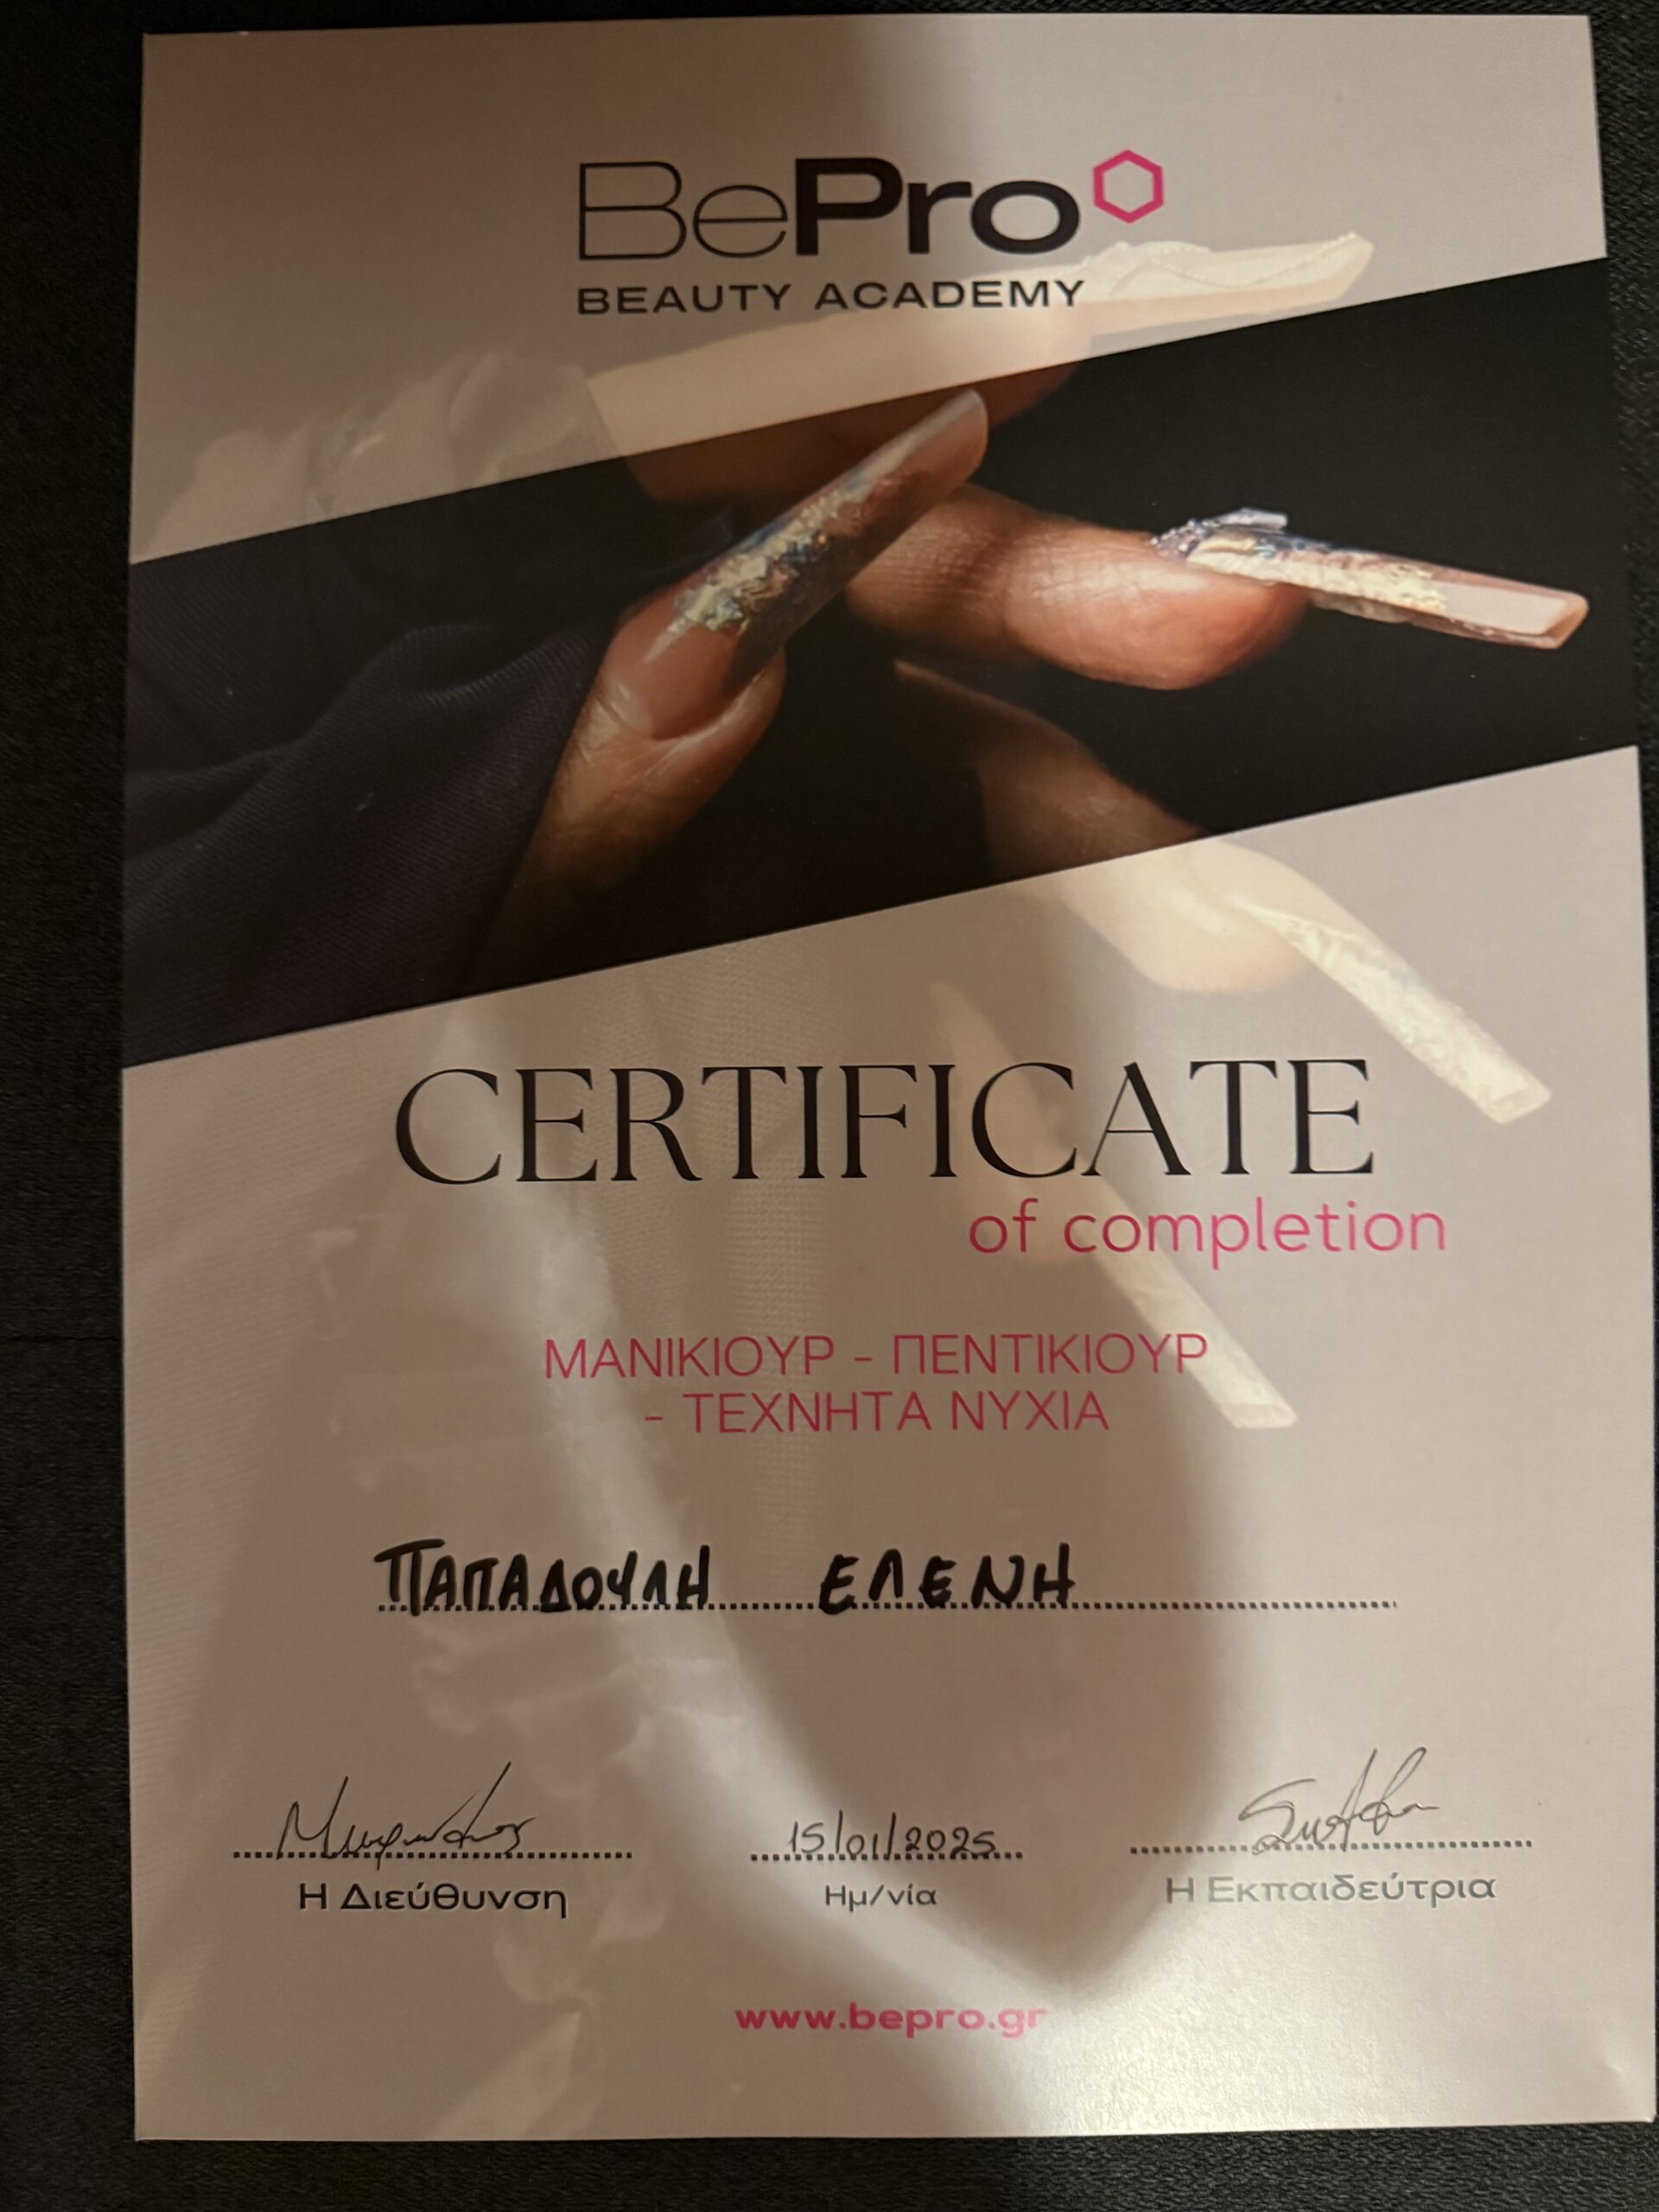 BePro
BEAUTY ACADEMY
CERTIFICATE
of completion
ΜΑΝΙΚΙΟΥΡ - ΠΕΝΤΙΚΙΟΥΡ
- ΤΕΧΝΗΤΑ ΝΥΧΙΑ
ΠΑΠΑΔΟΥΛΗ ΕΛΕΝΗ
15/01/2025
Η Διεύθυνση Ημ/νία Η Εκπαιδεύτρια
www.bepro.gr